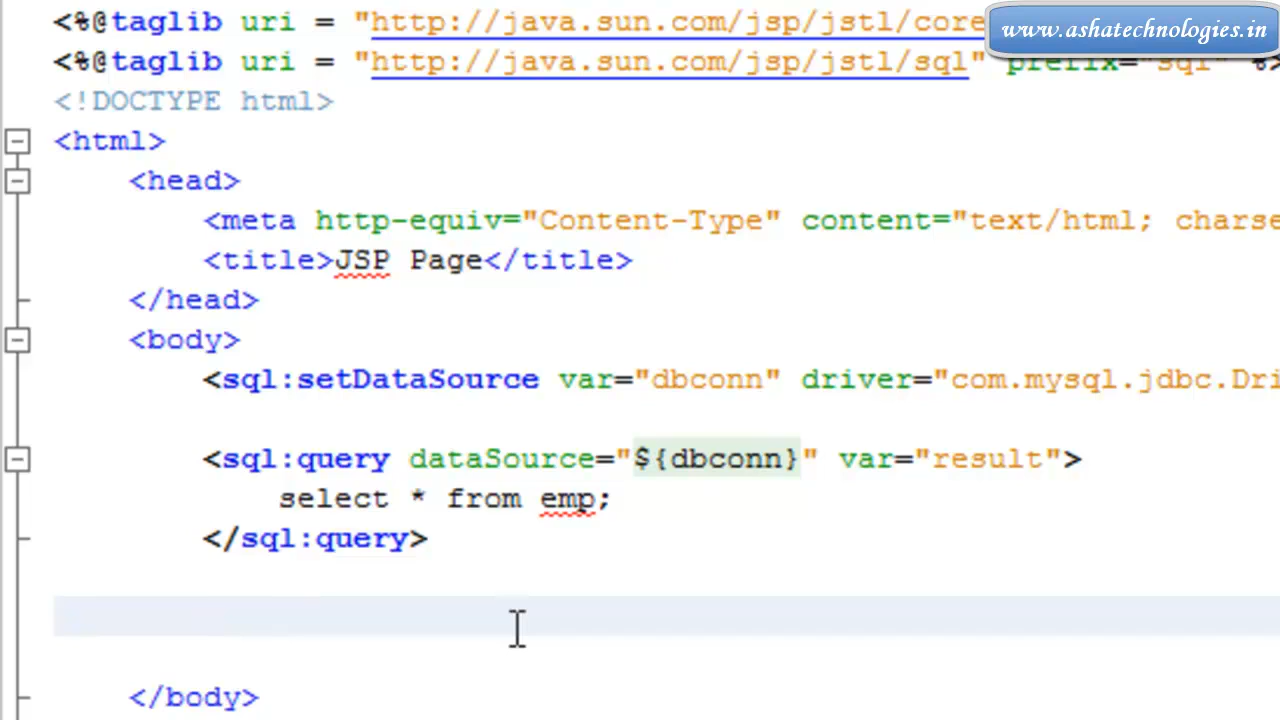 <%@taglib uri = "http://java.sun.com/jsp/jstl/core
www.ashatechnologies.in
<%@taglib uri = "http://java.sun.com/jsp/jstl/sql" prefix="sql" %>
<!DOCTYPE html>
<html>
<head>
<meta http-equiv="Content-Type" content="text/html; charse
<title>JSP Page</title>
</head>
<body>
<sql:setDataSource var="dbconn" driver="com.mysql.jdbc.Dri
<sql:query dataSource="${dbconn}" var="result">
select * from emp;
</sql:query>
</body>